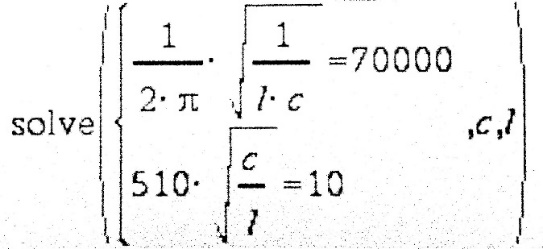 solve({1/(2·π)·√(1/(l·c))=70000
510·√(c/l)=10 ,c,l)